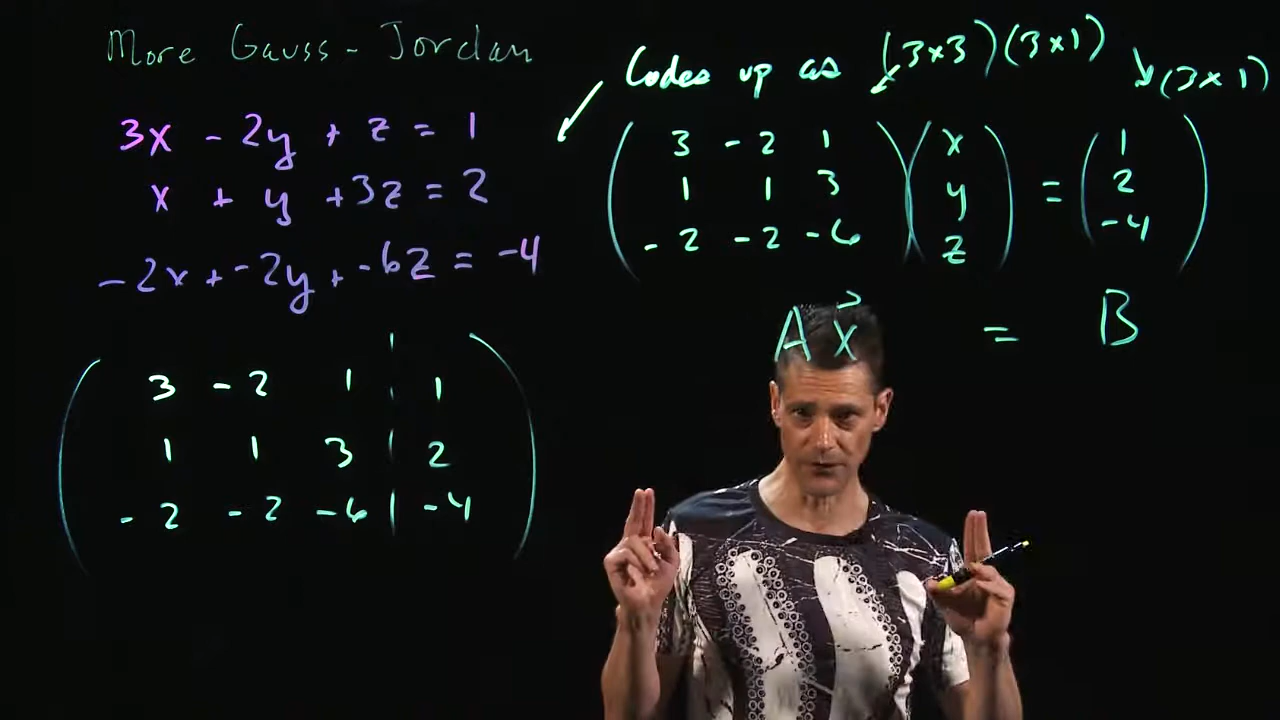 More Gauss-Jordan
3x - 2y + z = 1
x + y + 3z = 2
-2x + -2y + -6z = -4
3 -2 1 1
1 1 3 2
-2 -2 -6 -4
Codes up as (3x3)(3x1) (3x1)
3 -2 1 x 1
1 1 3 y = 2
-2 -2 -6 z -4
A x⃗ = B